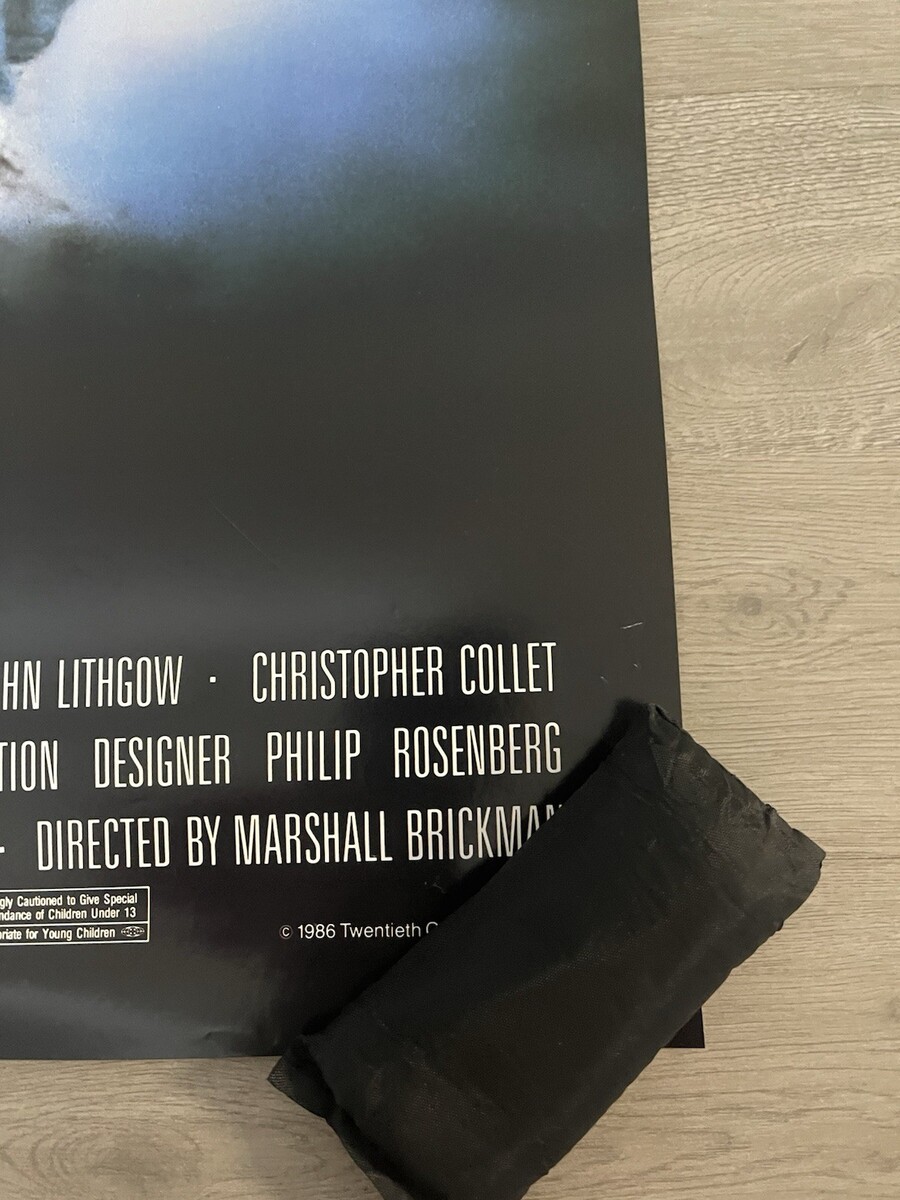 HN LITHGOW · CHRISTOPHER COLLET
TION DESIGNER PHILIP ROSENBERG
· DIRECTED BY MARSHALL BRICKMAN
gly Cautioned to Give Special
ndance of Children Under 13
priate for Young Children
© 1986 Twentieth C